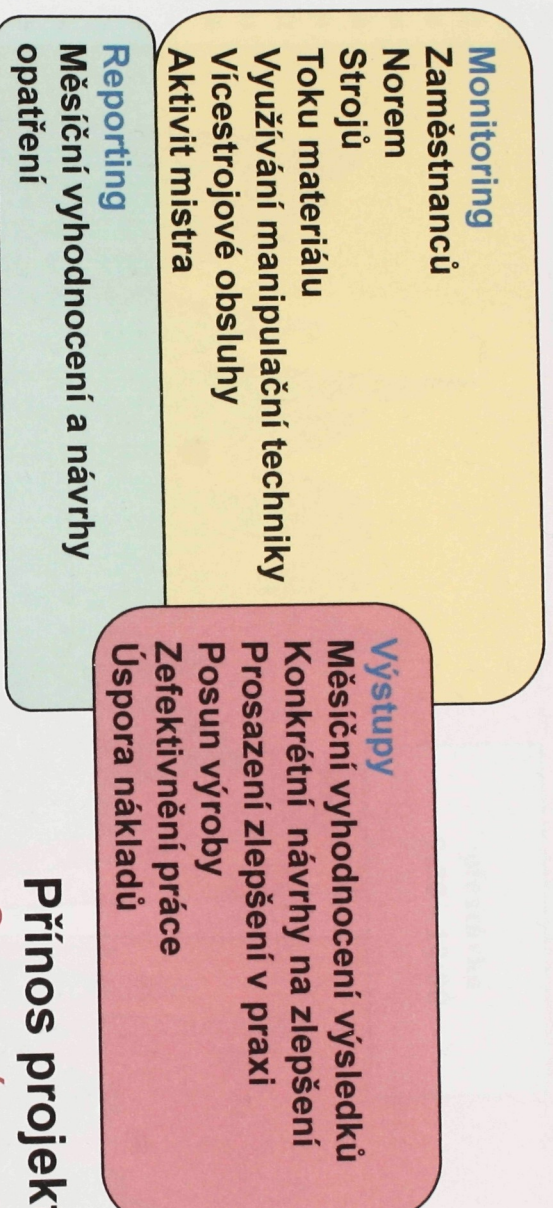 Monitoring
Zaměstnanců
Norem
Strojů
Toku materiálu
Využívání manipulační techniky
Vícestrojové obsluhy
Aktivit mistra
Reporting
Měsíční vyhodnocení a návrhy
opatření
Výstupy
Měsíční vyhodnocení výsledků
Konkrétní návrhy na zlepšení
Prosazení zlepšení v praxi
Posun výroby
Zefektivnění práce
Úspora nákladů
Přínos